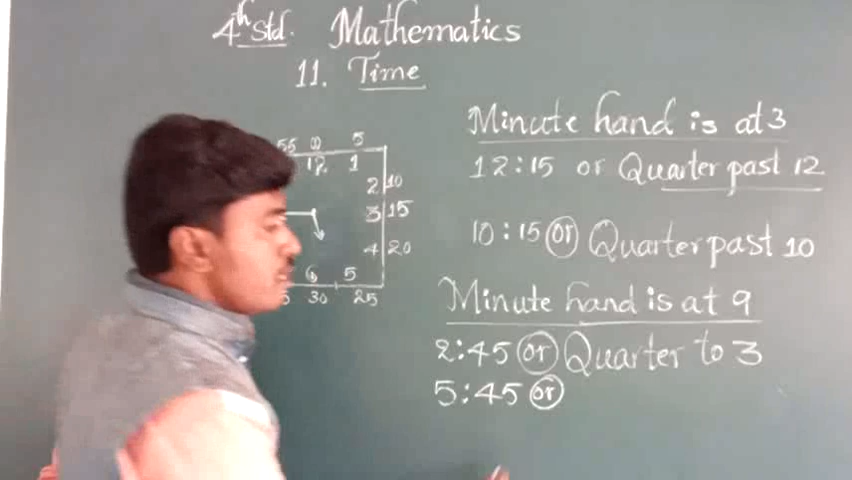 4th Std. Mathematics
11. Time
55 0 5
12 1
2 10
3 15
4 20
6 5
30 25
Minute hand is at 3
12:15 or Quarter past 12
10:15 or Quarter past 10
Minute hand is at 9
2:45 or Quarter to 3
5:45 or